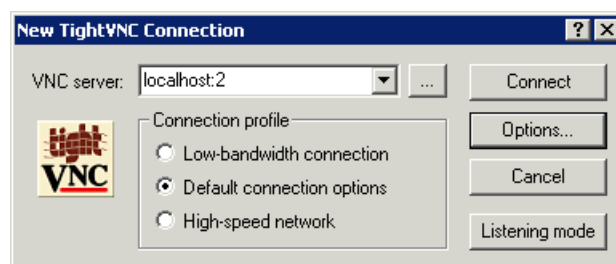 New TightVNC Connection
VNC server: localhost:2 ... Connect
Connection profile
Options...
Low-bandwidth connection
tight
VNC
Default connection options
Cancel
High-speed network
Listening mode